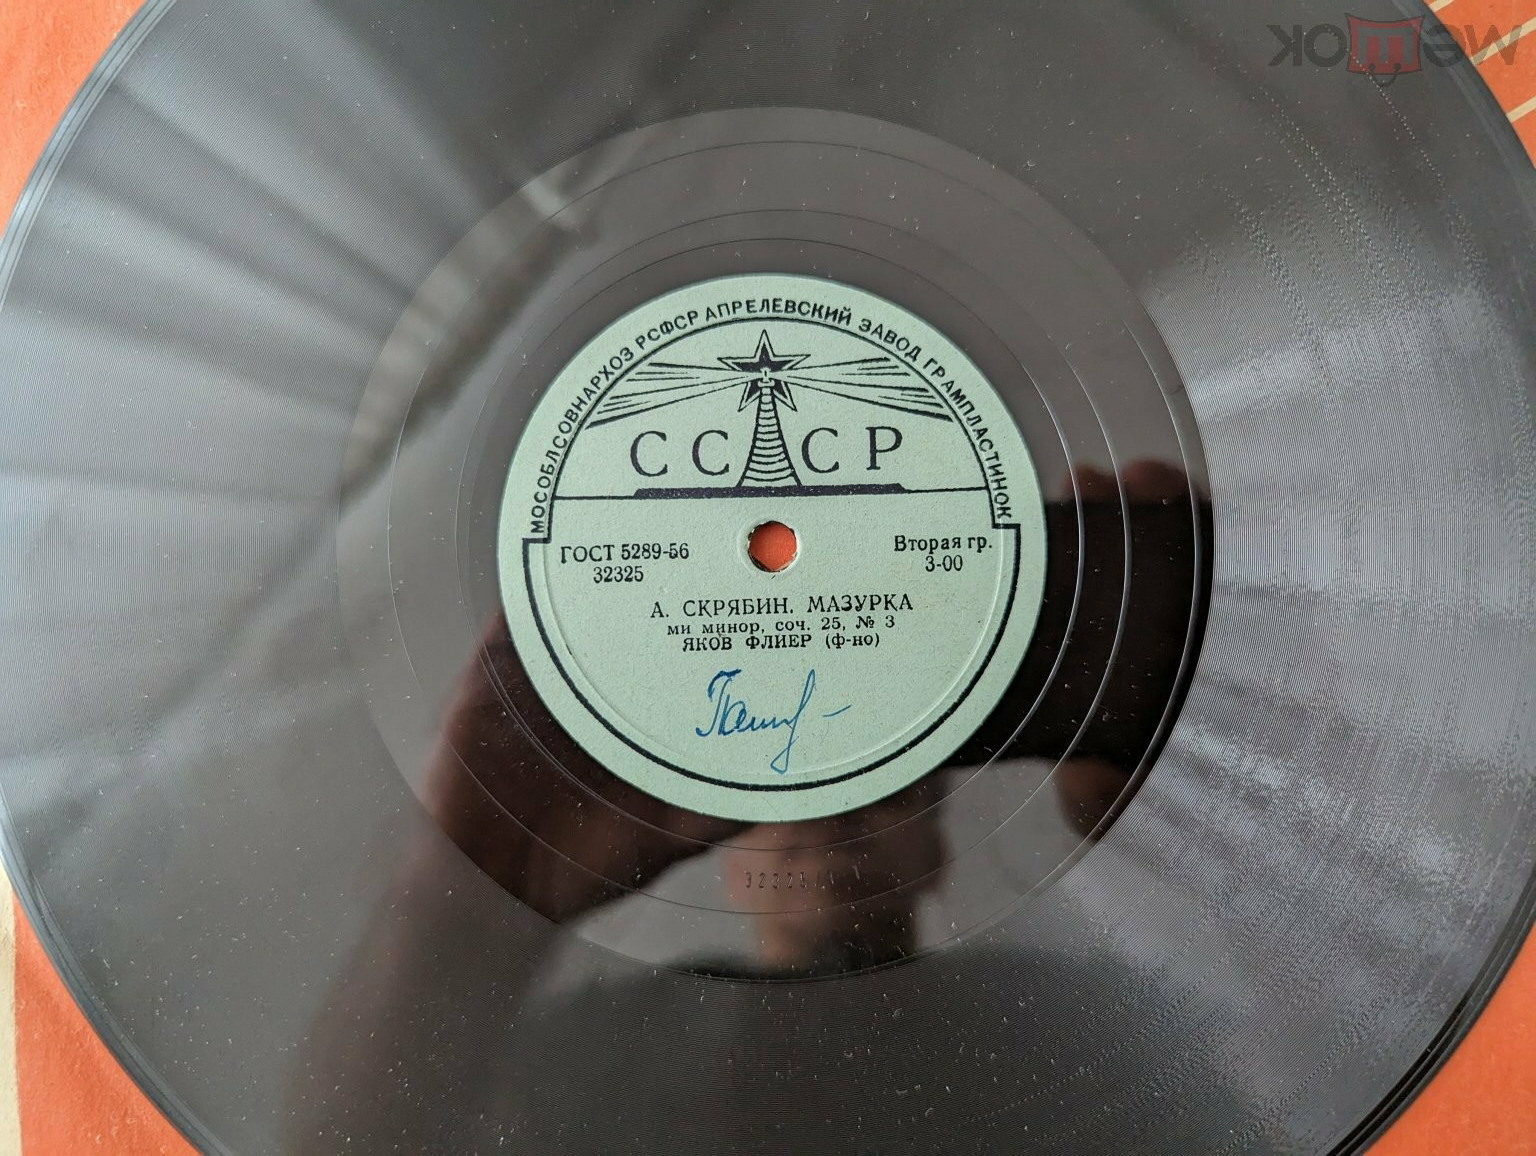 МОСОБЛСОВНАРХОЗ РСФСР АПРЕЛЕВСКИЙ ЗАВОД ГРАМПЛАСТИНОК
СССР
ГОСТ 5289-56
32325
Вторая гр.
3-00
А. СКРЯБИН. МАЗУРКА
ми минор, соч. 25, № 3
ЯКОВ ФЛИЕР (ф-но)